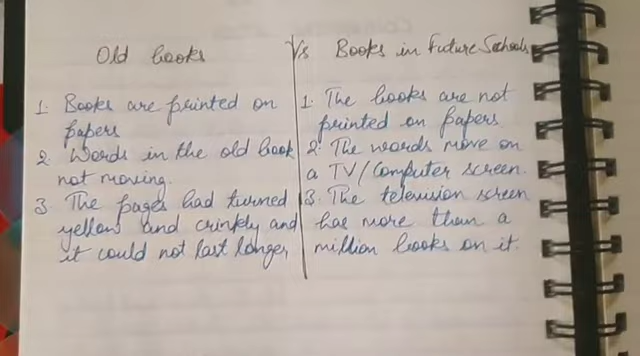 Old books Vs Books in Future Schools
1. Books are printed on
papers
2. Words in the old book
not moving.
3. The pages had turned
yellow and crinkly and
it could not last longer
1. The books are not
printed on papers
2. The words move on
a TV/Computer screen.
3. The television screen
has more than a
million books on it.